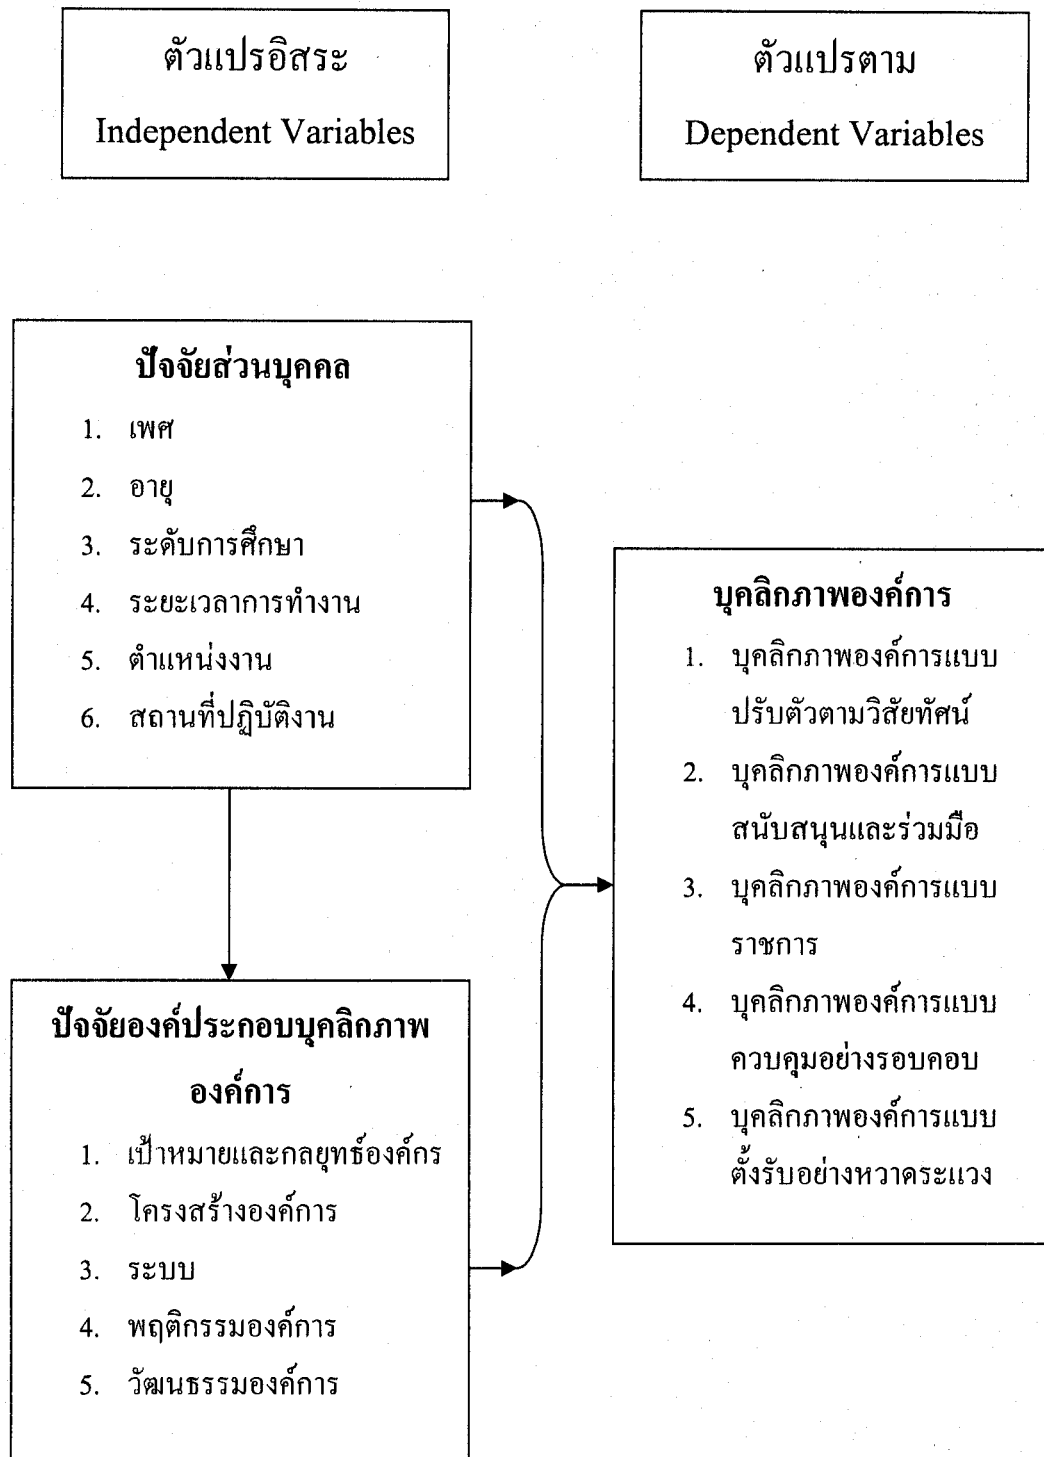 ตัวแปรอิสระ
Independent Variables
ตัวแปรตาม
Dependent Variables
ปัจจัยส่วนบุคคล
1. เพศ
2. อายุ
3. ระดับการศึกษา
4. ระยะเวลาการทำงาน
5. ตำแหน่งงาน
6. สถานที่ปฏิบัติงาน
ปัจจัยองค์ประกอบบุคลิกภาพ
องค์การ
1. เป้าหมายและกลยุทธ์องค์กร
2. โครงสร้างองค์การ
3. ระบบ
4. พฤติกรรมองค์การ
5. วัฒนธรรมองค์การ
บุคลิกภาพองค์การ
1. บุคลิกภาพองค์การแบบ
ปรับตัวตามวิสัยทัศน์
2. บุคลิกภาพองค์การแบบ
สนับสนุนและร่วมมือ
3. บุคลิกภาพองค์การแบบ
ราชการ
4. บุคลิกภาพองค์การแบบ
ควบคุมอย่างรอบคอบ
5. บุคลิกภาพองค์การแบบ
ตั้งรับอย่างหวาดระแวง